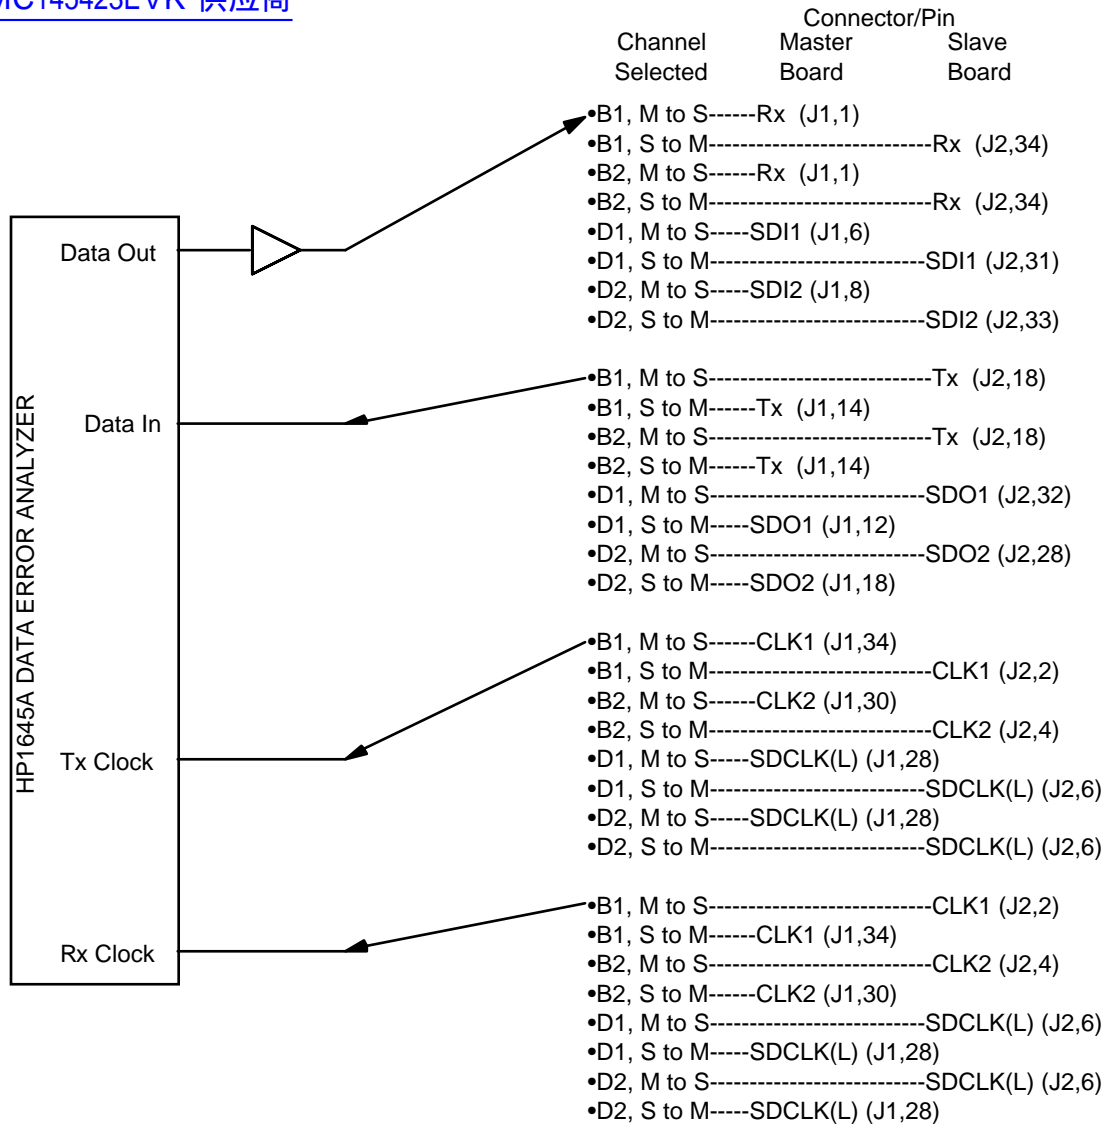 MC145425EVK 供应商
Connector/Pin
Channel Master Slave
Selected Board Board
•B1, M to S------Rx (J1,1)
•B1, S to M----------------------------Rx (J2,34)
•B2, M to S------Rx (J1,1)
•B2, S to M----------------------------Rx (J2,34)
•D1, M to S-----SDI1 (J1,6)
•D1, S to M---------------------------SDI1 (J2,31)
•D2, M to S-----SDI2 (J1,8)
•D2, S to M---------------------------SDI2 (J2,33)
Data Out
•B1, M to S----------------------------Tx (J2,18)
•B1, S to M------Tx (J1,14)
•B2, M to S----------------------------Tx (J2,18)
•B2, S to M------Tx (J1,14)
•D1, M to S---------------------------SDO1 (J2,32)
•D1, S to M-----SDO1 (J1,12)
•D2, M to S---------------------------SDO2 (J2,28)
•D2, S to M-----SDO2 (J1,18)
Data In
HP1645A DATA ERROR ANALYZER
•B1, M to S------CLK1 (J1,34)
•B1, S to M----------------------------CLK1 (J2,2)
•B2, M to S------CLK2 (J1,30)
•B2, S to M----------------------------CLK2 (J2,4)
•D1, M to S-----SDCLK(L) (J1,28)
•D1, S to M---------------------------SDCLK(L) (J2,6)
•D2, M to S-----SDCLK(L) (J1,28)
•D2, S to M---------------------------SDCLK(L) (J2,6)
Tx Clock
•B1, M to S----------------------------CLK1 (J2,2)
•B1, S to M------CLK1 (J1,34)
•B2, M to S----------------------------CLK2 (J2,4)
•B2, S to M------CLK2 (J1,30)
•D1, M to S---------------------------SDCLK(L) (J2,6)
•D1, S to M-----SDCLK(L) (J1,28)
•D2, M to S---------------------------SDCLK(L) (J2,6)
•D2, S to M-----SDCLK(L) (J1,28)
Rx Clock